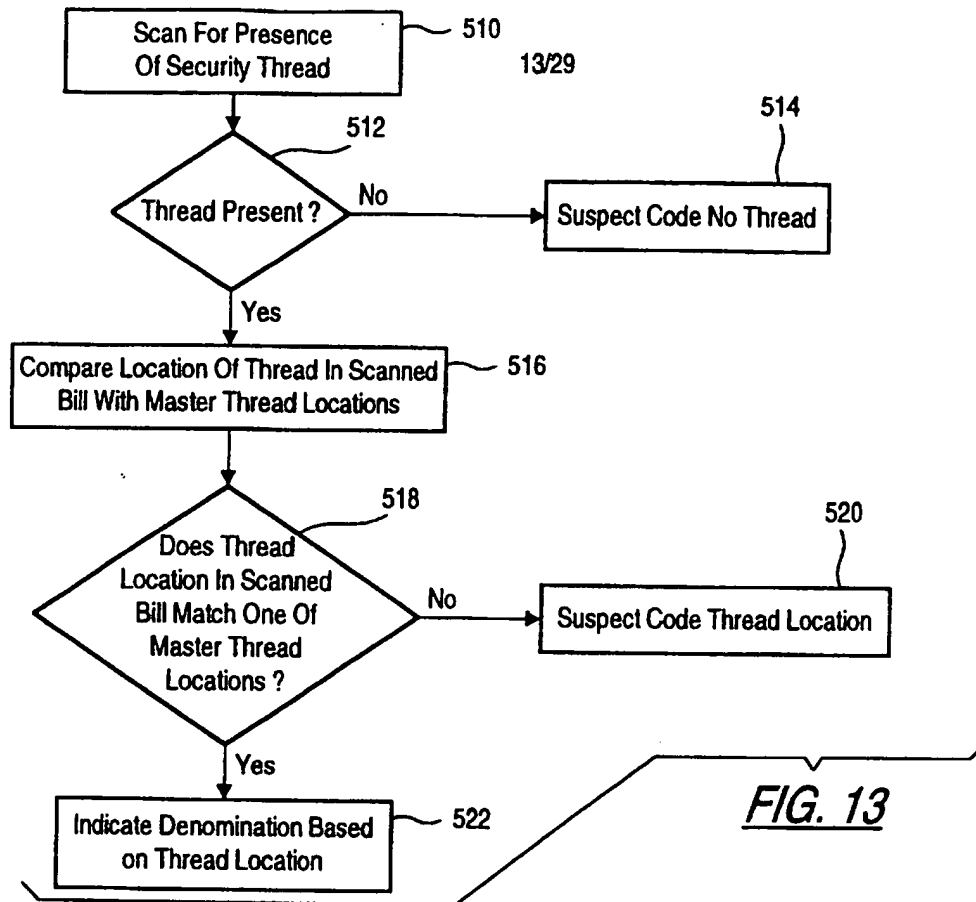 Scan For Presence
Of Security Thread
510
13/29
512
514
Thread Present ?
No
Suspect Code No Thread
Yes
Compare Location Of Thread In Scanned
Bill With Master Thread Locations
516
518
520
Does Thread
Location In Scanned
Bill Match One Of
Master Thread
Locations ?
No
Suspect Code Thread Location
Yes
Indicate Denomination Based
on Thread Location
522
FIG. 13